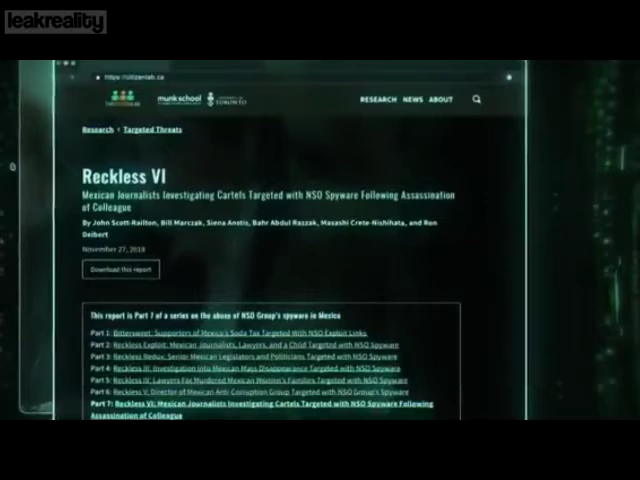 leakreality
https://citizenlab.ca
munk school
UNIVERSITY OF
TORONTO
RESEARCH NEWS ABOUT
Research ‹ Targeted Threats
Reckless VI
Mexican Journalists Investigating Cartels Targeted with NSO Spyware Following Assassination
of Colleague
By John Scott-Railton, Bill Marczak, Siena Anstis, Bahr Abdul Razzak, Masashi Crete-Nishihata, and Ron
Deibert
November 27, 2018
Download this report
This report is Part 7 of a series on the abuse of NSO Group's spyware in Mexico
Part 1: Bittersweet: Supporters of Mexico's Soda Tax Targeted With NSO Exploit Links
Part 2: Reckless Exploit: Mexican Journalists, Lawyers, and a Child Targeted with NSO Spyware
Part 3: Reckless Redux: Senior Mexican Legislators and Politicians Targeted with NSO Spyware
Part 4: Reckless III: Investigation Into Mexican Mass Disappearance Targeted with NSO Spyware
Part 5: Reckless IV: Lawyers For Murdered Mexican Women's Families Targeted with NSO Spyware
Part 6: Reckless V: Director of Mexican Anti-Corruption Group Targeted with NSO Group's Spyware
Part 7: Reckless VI: Mexican Journalists Investigating Cartels Targeted with NSO Spyware Following
Assassination of Colleague